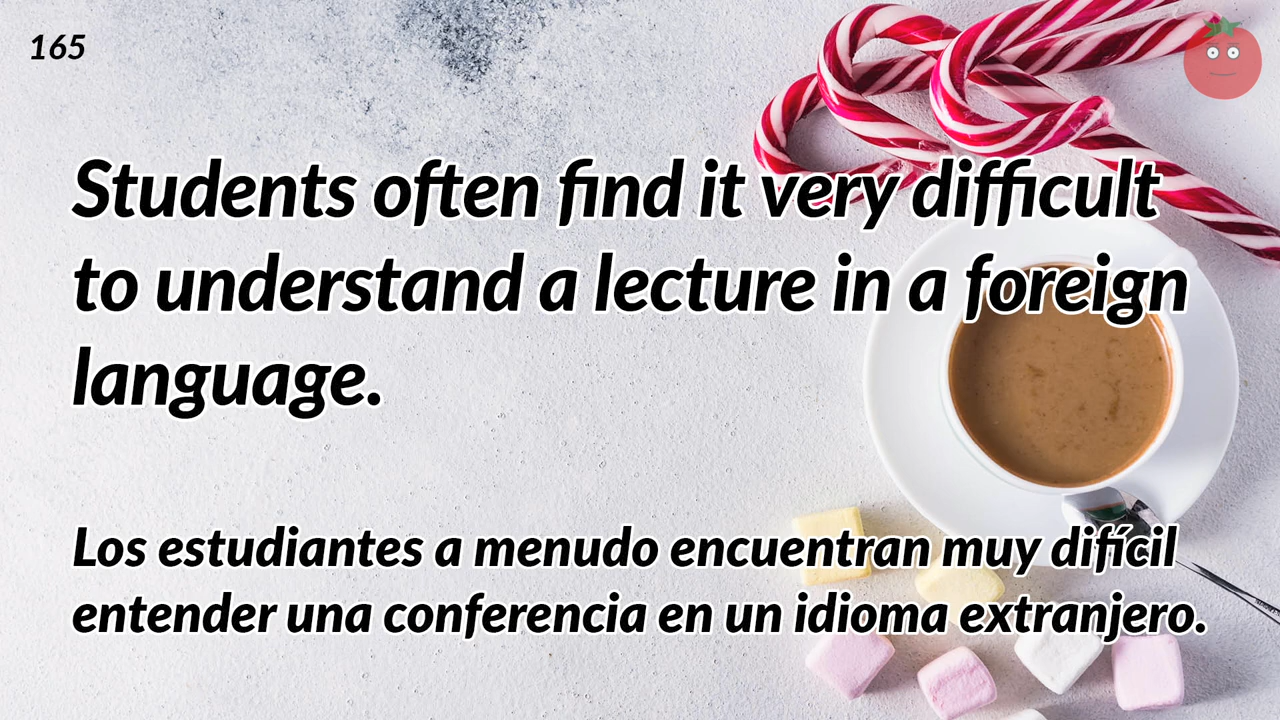 165
Students often find it very difficult
to understand a lecture in a foreign
language.
Los estudiantes a menudo encuentran muy difícil
entender una conferencia en un idioma extranjero.